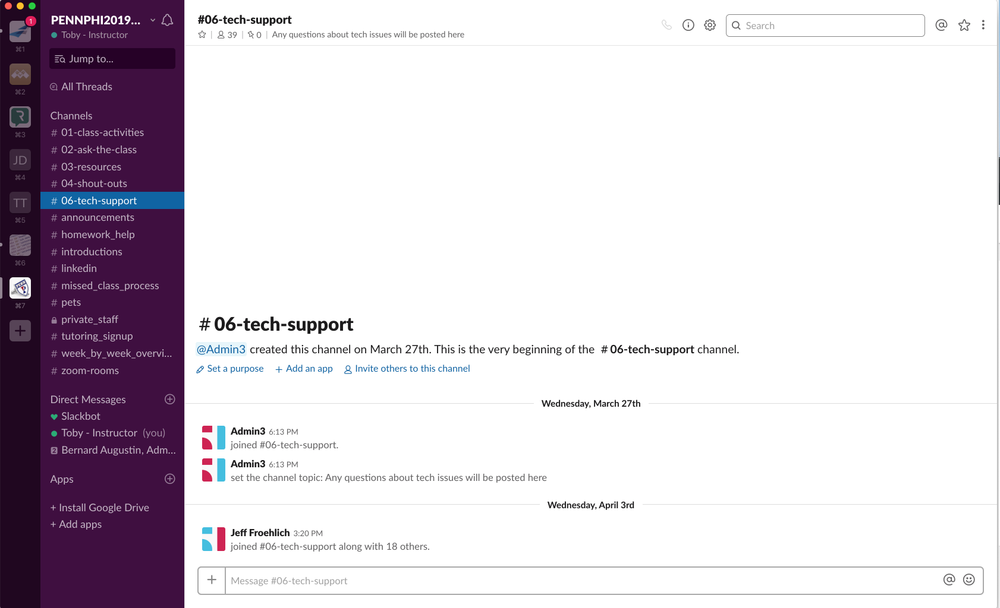 1
⌘1
⌘2
⌘3
JD
⌘4
TT
⌘5
⌘6
⌘7
PENNPHI2019...
Toby - Instructor
Jump to...
All Threads
Channels
# 01-class-activities
# 02-ask-the-class
# 03-resources
# 04-shout-outs
# 06-tech-support
# announcements
# homework_help
# introductions
# linkedin
# missed_class_process
# pets
private_staff
# tutoring_signup
# week_by_week_overvi...
# zoom-rooms
Direct Messages
Slackbot
Toby - Instructor (you)
2 Bernard Augustin, Adm...
Apps
+ Install Google Drive
+ Add apps
#06-tech-support
39 | 0 | Any questions about tech issues will be posted here
Search
# 06-tech-support
@Admin3 created this channel on March 27th. This is the very beginning of the # 06-tech-support channel.
Set a purpose + Add an app Invite others to this channel
Wednesday, March 27th
Admin3 6:13 PM
joined #06-tech-support.
Admin3 6:13 PM
set the channel topic: Any questions about tech issues will be posted here
Wednesday, April 3rd
Jeff Froehlich 3:20 PM
joined #06-tech-support along with 18 others.
+ Message #06-tech-support @